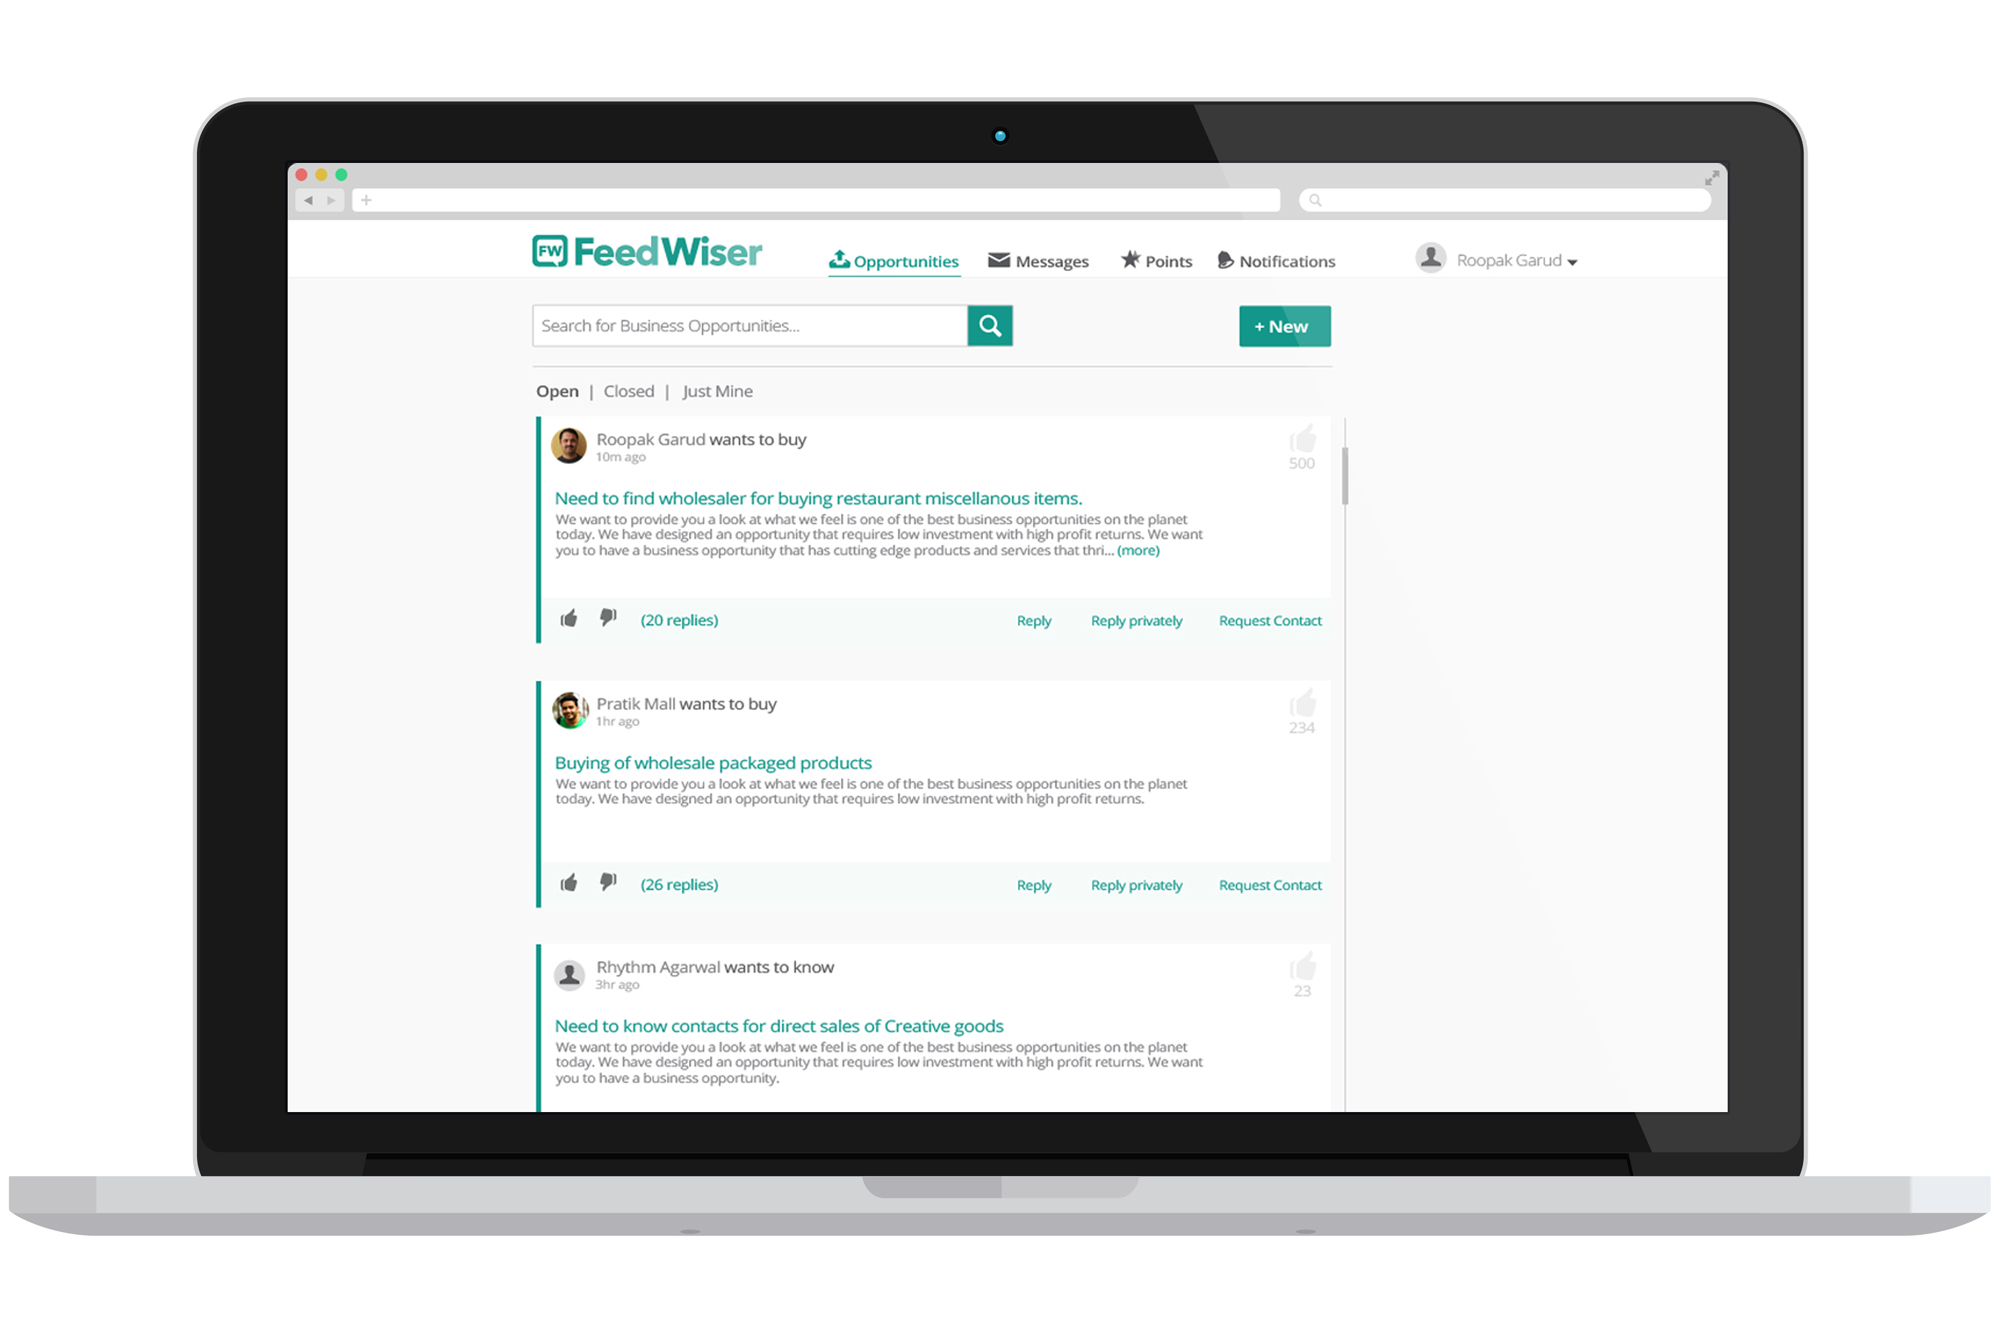 FW FeedWiser
Opportunities Messages Points Notifications Roopak Garud
Search for Business Opportunities... + New
Open | Closed | Just Mine
Roopak Garud wants to buy
10m ago
500
Need to find wholesaler for buying restaurant miscellanous items.
We want to provide you a look at what we feel is one of the best business opportunities on the planet
today. We have designed an opportunity that requires low investment with high profit returns. We want
you to have a business opportunity that has cutting edge products and services that thri... (more)
(20 replies) Reply Reply privately Request Contact
Pratik Mall wants to buy
1hr ago
234
Buying of wholesale packaged products
We want to provide you a look at what we feel is one of the best business opportunities on the planet
today. We have designed an opportunity that requires low investment with high profit returns.
(26 replies) Reply Reply privately Request Contact
Rhythm Agarwal wants to know
3hr ago
23
Need to know contacts for direct sales of Creative goods
We want to provide you a look at what we feel is one of the best business opportunities on the planet
today. We have designed an opportunity that requires low investment with high profit returns. We want
you to have a business opportunity.